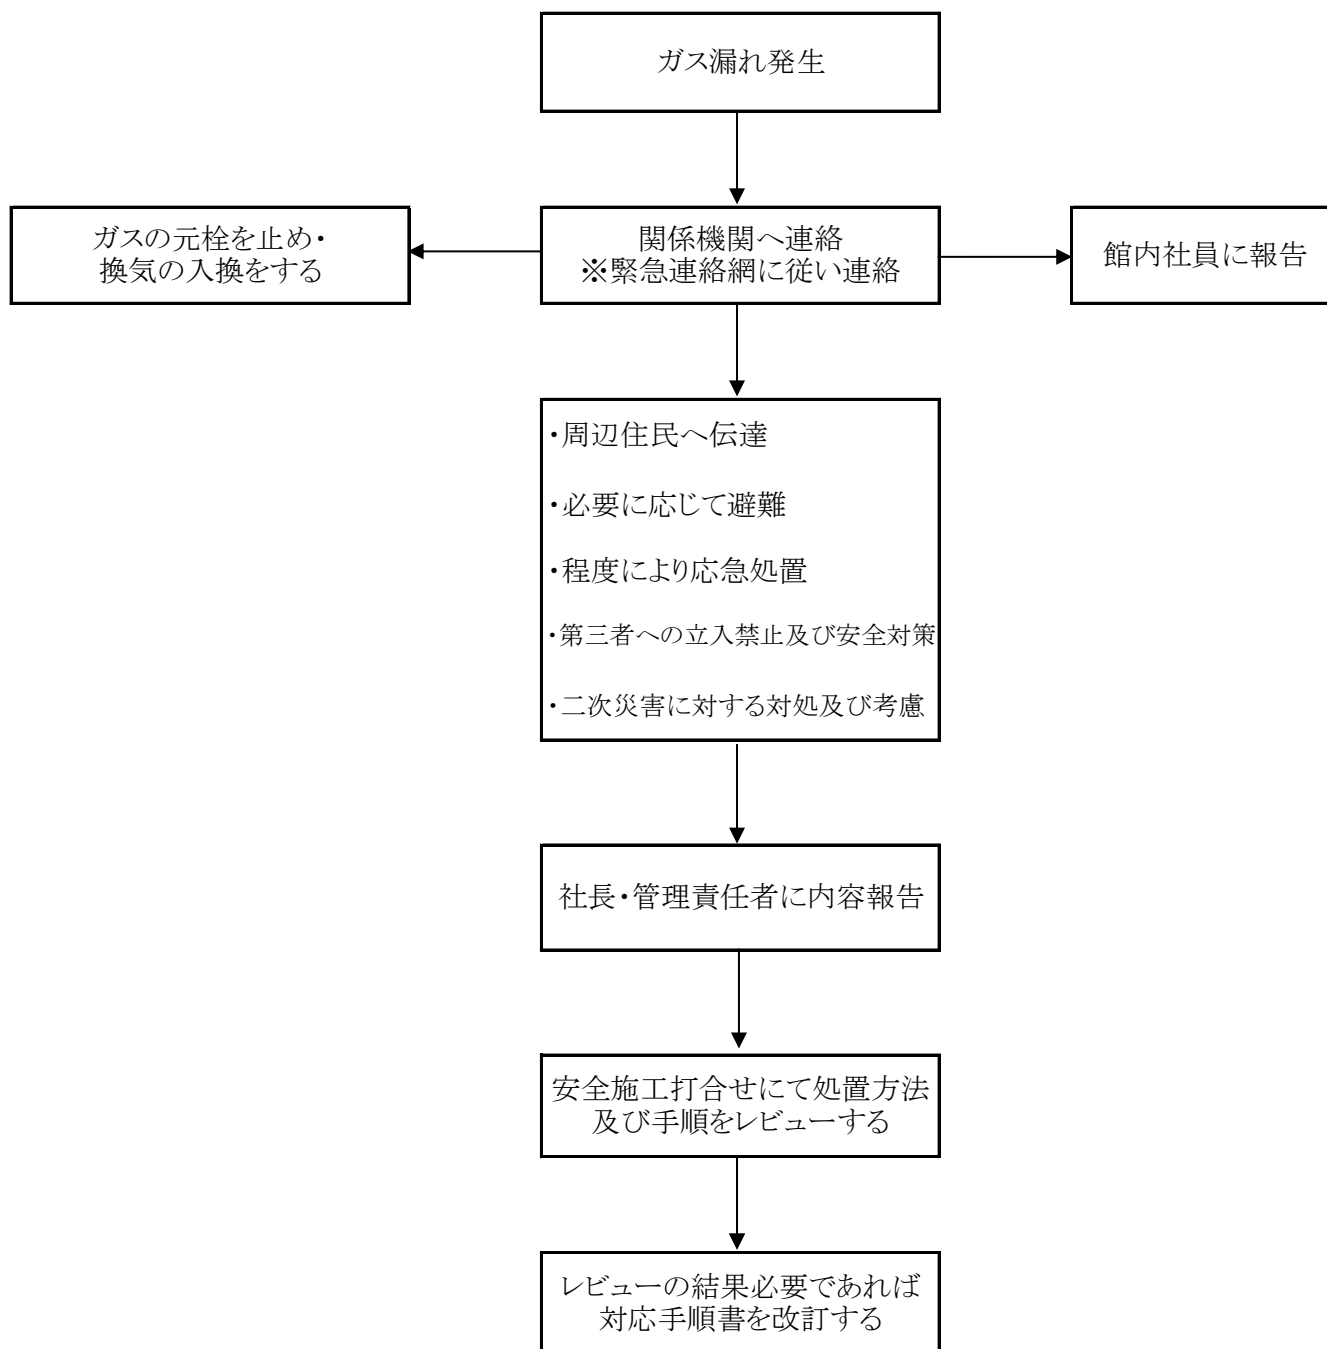 ガス漏れ発生
ガスの元栓を止め・
換気の入換をする
関係機関へ連絡
※緊急連絡網に従い連絡
館内社員に報告
・周辺住民へ伝達
・必要に応じて避難
・程度により応急処置
・第三者への立入禁止及び安全対策
・二次災害に対する対処及び考慮
社長・管理責任者に内容報告
安全施工打合せにて処置方法
及び手順をレビューする
レビューの結果必要であれば
対応手順書を改訂する